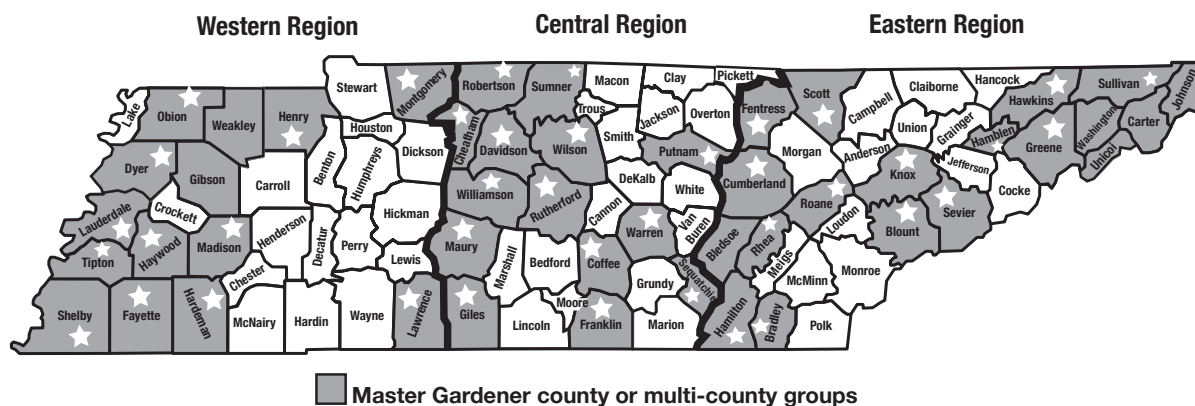 Western Region
Central Region
Eastern Region
Lake
Obion
Weakley
Henry
Stewart
Montgomery
Houston
Dyer
Gibson
Carroll
Benton
Humphreys
Dickson
Lauderdale
Crockett
Tipton
Haywood
Madison
Henderson
Decatur
Perry
Hickman
Lewis
Chester
Shelby
Fayette
Hardeman
McNairy
Hardin
Wayne
Lawrence
Robertson
Sumner
Macon
Clay
Pickett
Trous.
Cheatham
Davidson
Wilson
Smith
Jackson
Overton
Putnam
Williamson
Rutherford
DeKalb
White
Cannon
Warren
Van
Buren
Maury
Marshall
Bedford
Coffee
Grundy
Sequatchie
Giles
Lincoln
Moore
Franklin
Marion
Fentress
Scott
Campbell
Claiborne
Hancock
Hawkins
Sullivan
Johnson
Morgan
Anderson
Union
Grainger
Hamblen
Greene
Washington
Carter
Unicoi
Cumberland
Roane
Knox
Jefferson
Cocke
Loudon
Blount
Sevier
Bledsoe
Rhea
Meigs
McMinn
Monroe
Hamilton
Bradley
Polk
Master Gardener county or multi-county groups